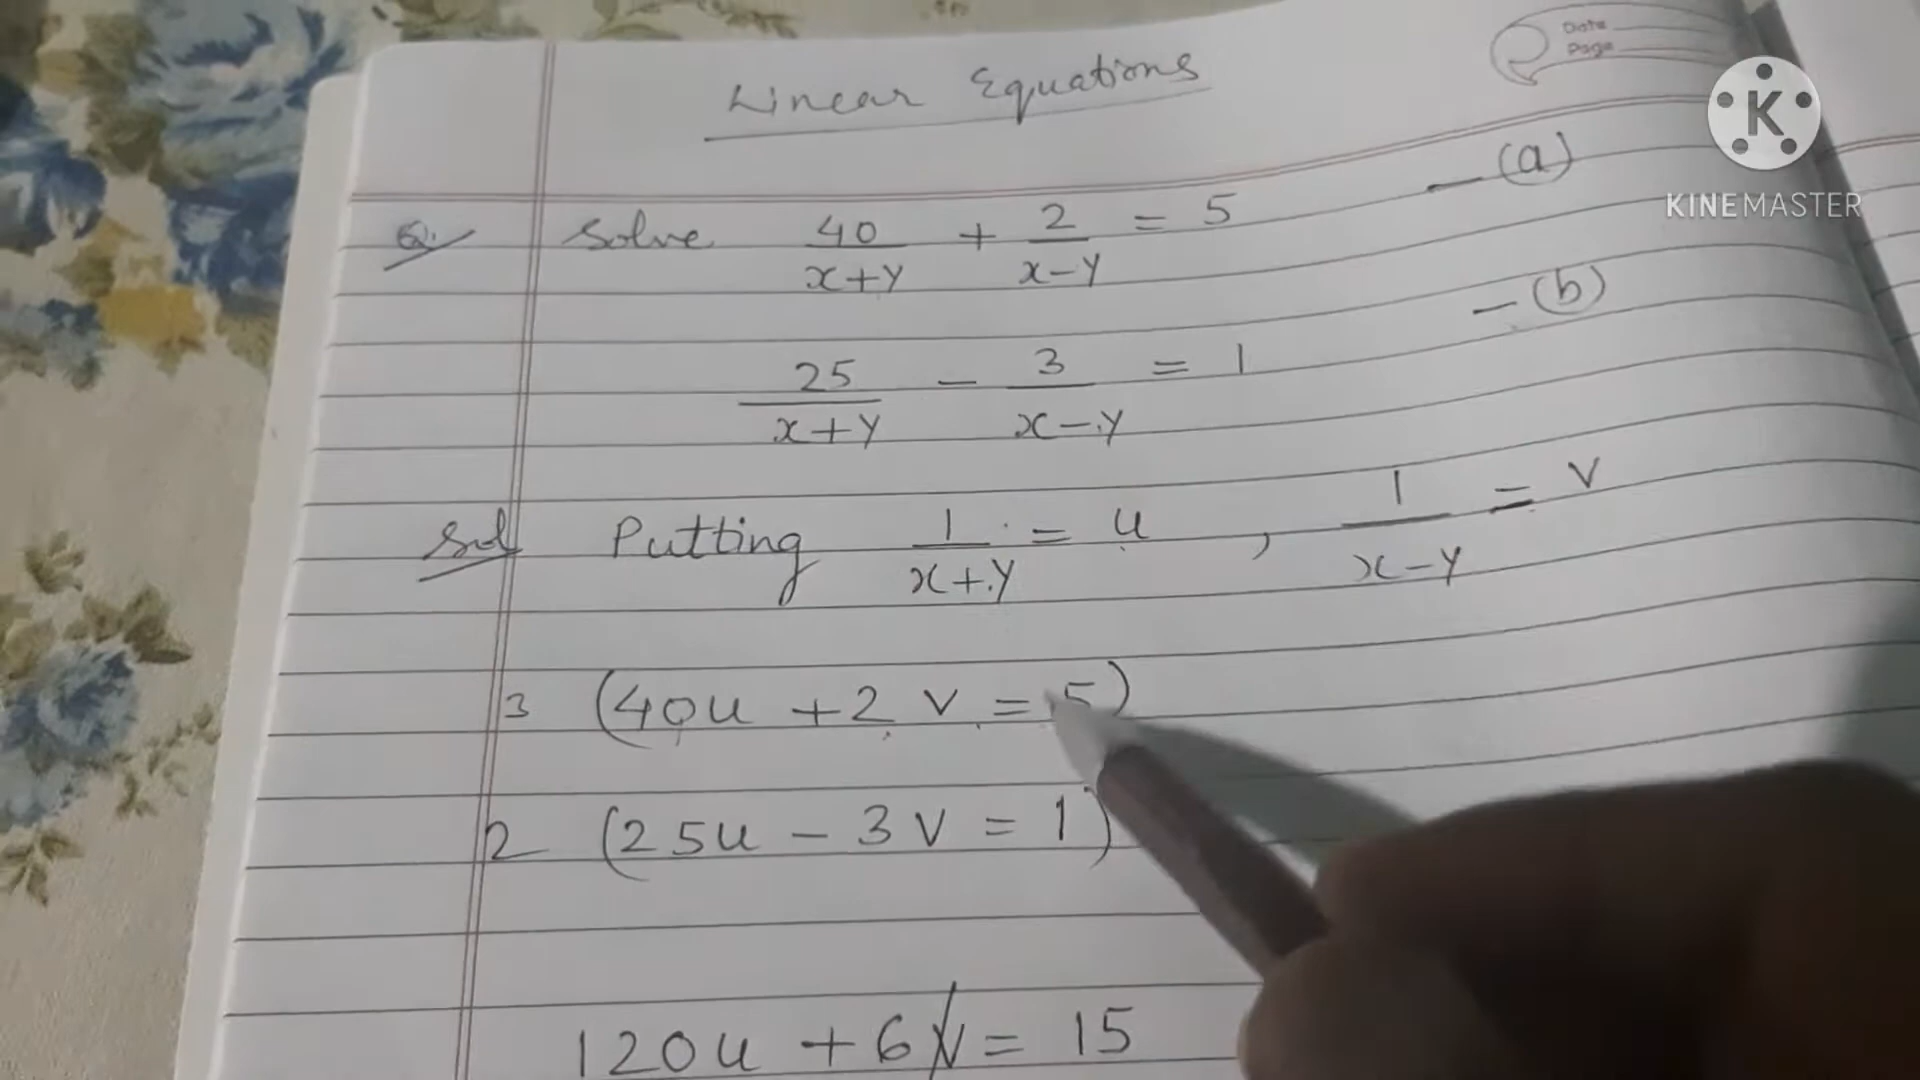 Date
Page
K
KINEMASTER
Linear Equations
Q. Solve 40/(x+y) + 2/(x-y) = 5 — (a)
25/(x+y) - 3/(x-y) = 1 — (b)
Sol Putting 1/(x+y) = u , 1/(x-y) = v
3 (40u + 2v = 5)
2 (25u - 3v = 1)
120u + 6v = 15